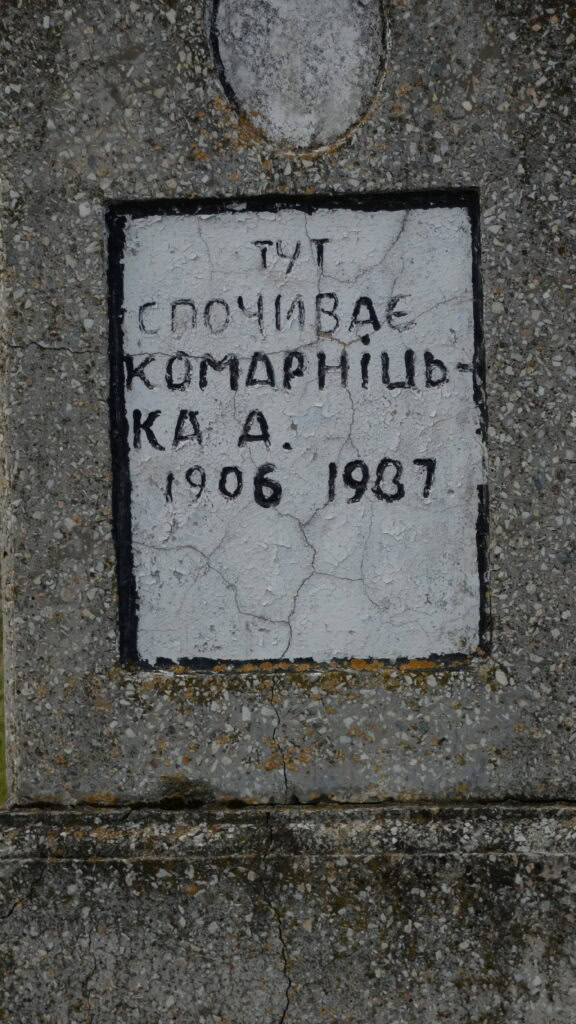 ТУТ
СПОЧИВАЄ
КОМАРНІЦЬ-
КА А.
1906 1987